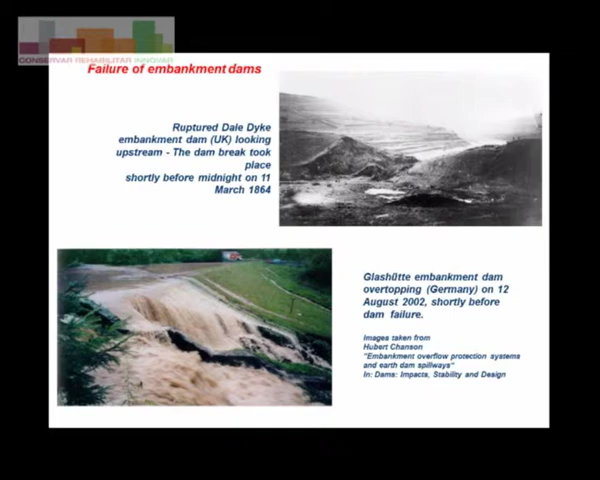 CONSERVAR REHABILITAR INNOVAR
Failure of embankment dams
Ruptured Dale Dyke
embankment dam (UK) looking
upstream - The dam break took
place
shortly before midnight on 11
March 1864
Glashütte embankment dam
overtopping (Germany) on 12
August 2002, shortly before
dam failure.
Images taken from
Hubert Chanson
"Embankment overflow protection systems
and earth dam spillways"
In: Dams: Impacts, Stability and Design